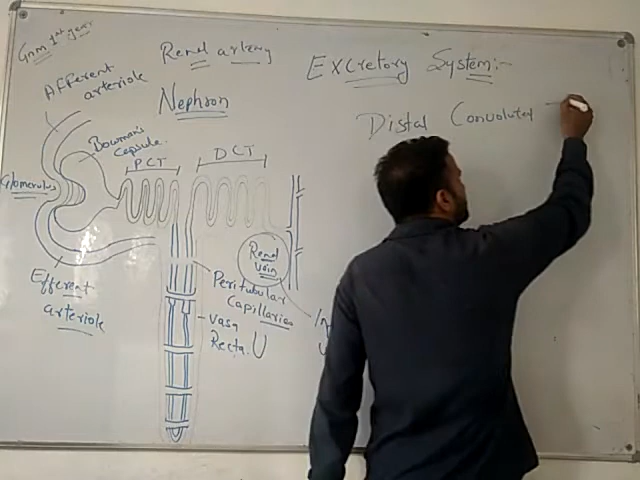 Gnm 1st year
Renal artery
Excretory System:-
Afferent
arteriole
Nephron
Distal Convoluted
Bowman's
capsule
PCT
DCT
Glomerulus
Renal
vein
Efferent
arteriole
Peritubular
Capillaries
Vasa
Recta